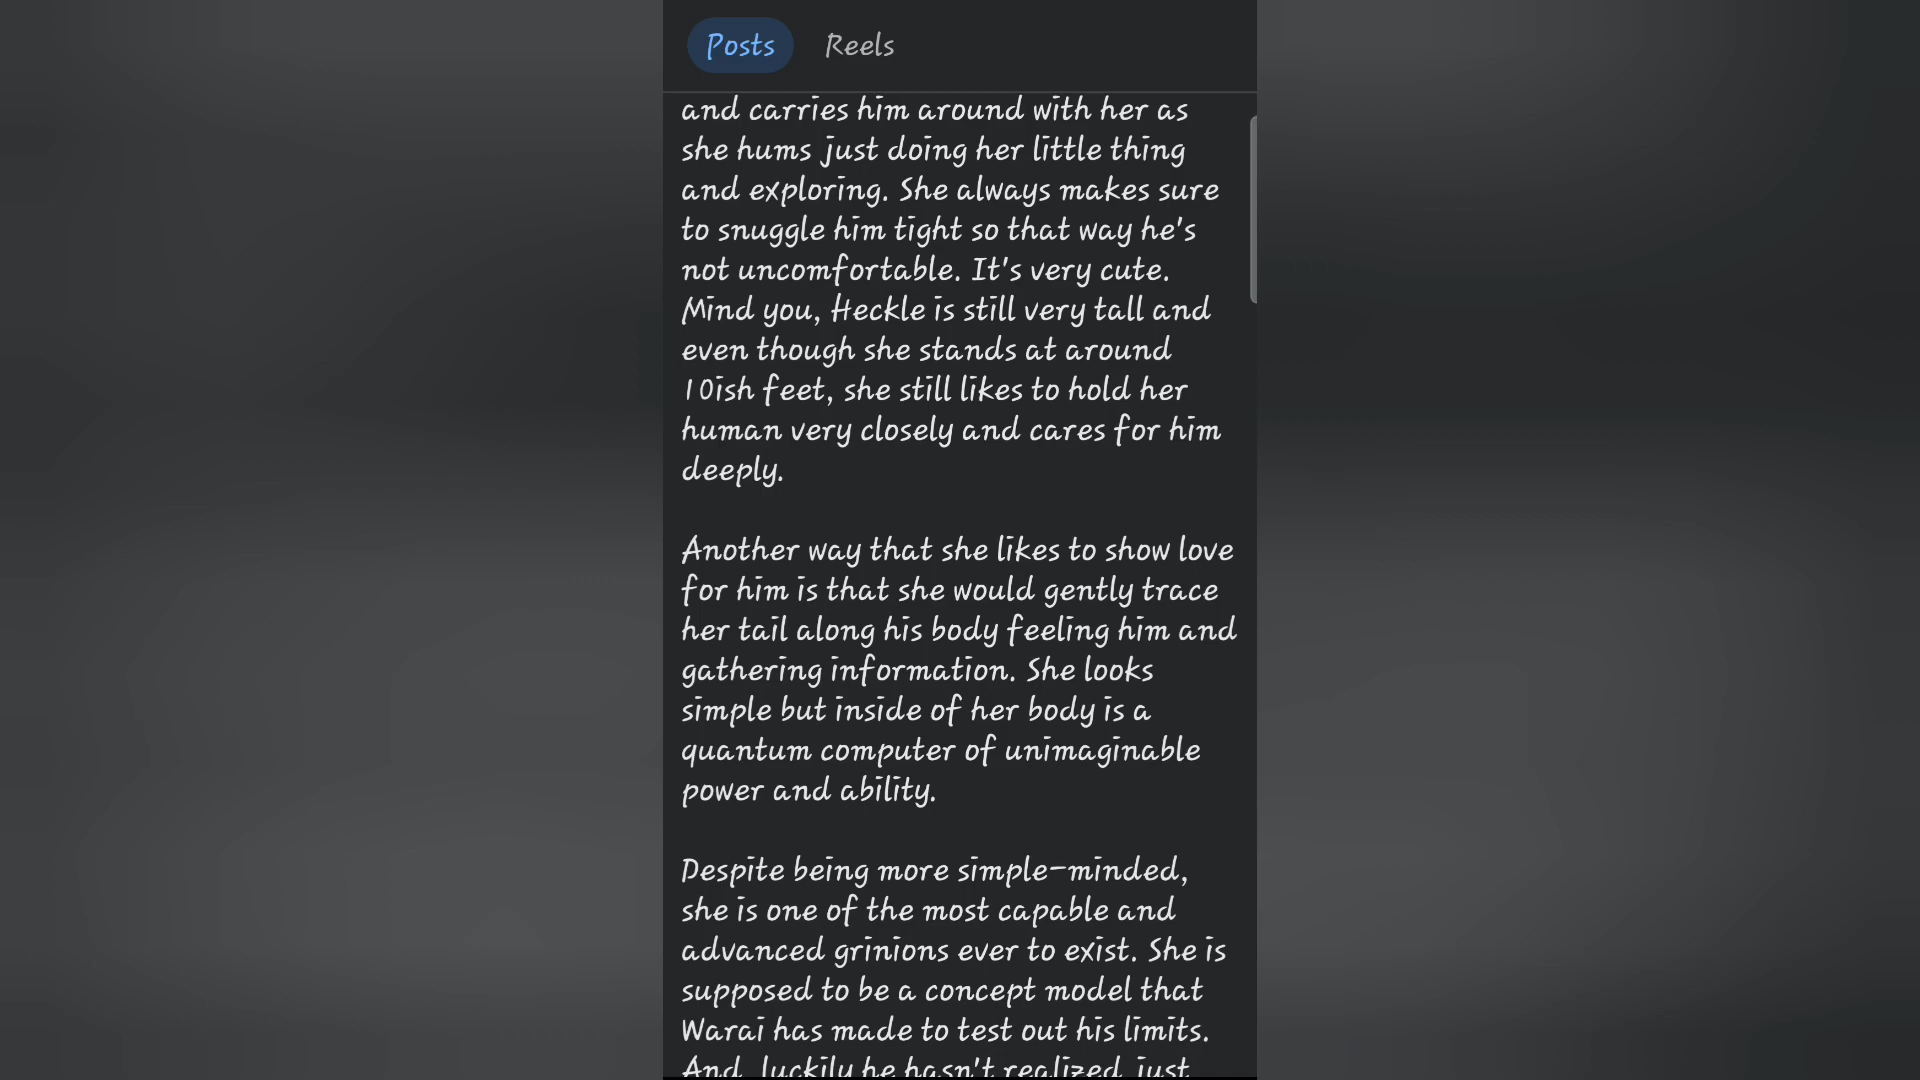 Posts Reels
and carries him around with her as
she hums just doing her little thing
and exploring. She always makes sure
to snuggle him tight so that way he's
not uncomfortable. It's very cute.
Mind you, Heckle is still very tall and
even though she stands at around
10ish feet, she still likes to hold her
human very closely and cares for him
deeply.
Another way that she likes to show love
for him is that she would gently trace
her tail along his body feeling him and
gathering information. She looks
simple but inside of her body is a
quantum computer of unimaginable
power and ability.
Despite being more simple-minded,
she is one of the most capable and
advanced grinions ever to exist. She is
supposed to be a concept model that
Warai has made to test out his limits.
And, luckily he hasn't realized just